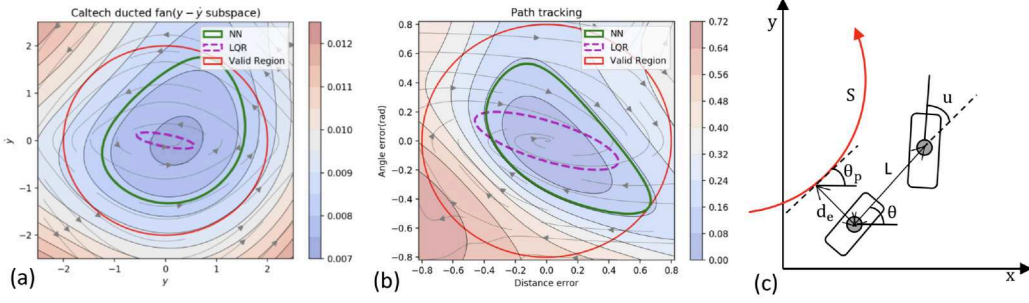 Caltech ducted fan(y − ẏ subspace)
NN
LQR
Valid Region
2
1
0
−1
−2
ẏ
−2
−1
0
1
2
y
0.012
0.011
0.010
0.009
0.008
0.007
(a)
Path tracking
NN
LQR
Valid Region
0.8
0.6
0.4
0.2
0.0
−0.2
−0.4
−0.6
−0.8
Angle error(rad)
−0.8
−0.6
−0.4
−0.2
0.0
0.2
0.4
0.6
0.8
Distance error
0.72
0.64
0.56
0.48
0.40
0.32
0.24
0.16
0.08
0.00
(b)
y
S
u
L
θp
de
θ
x
(c)